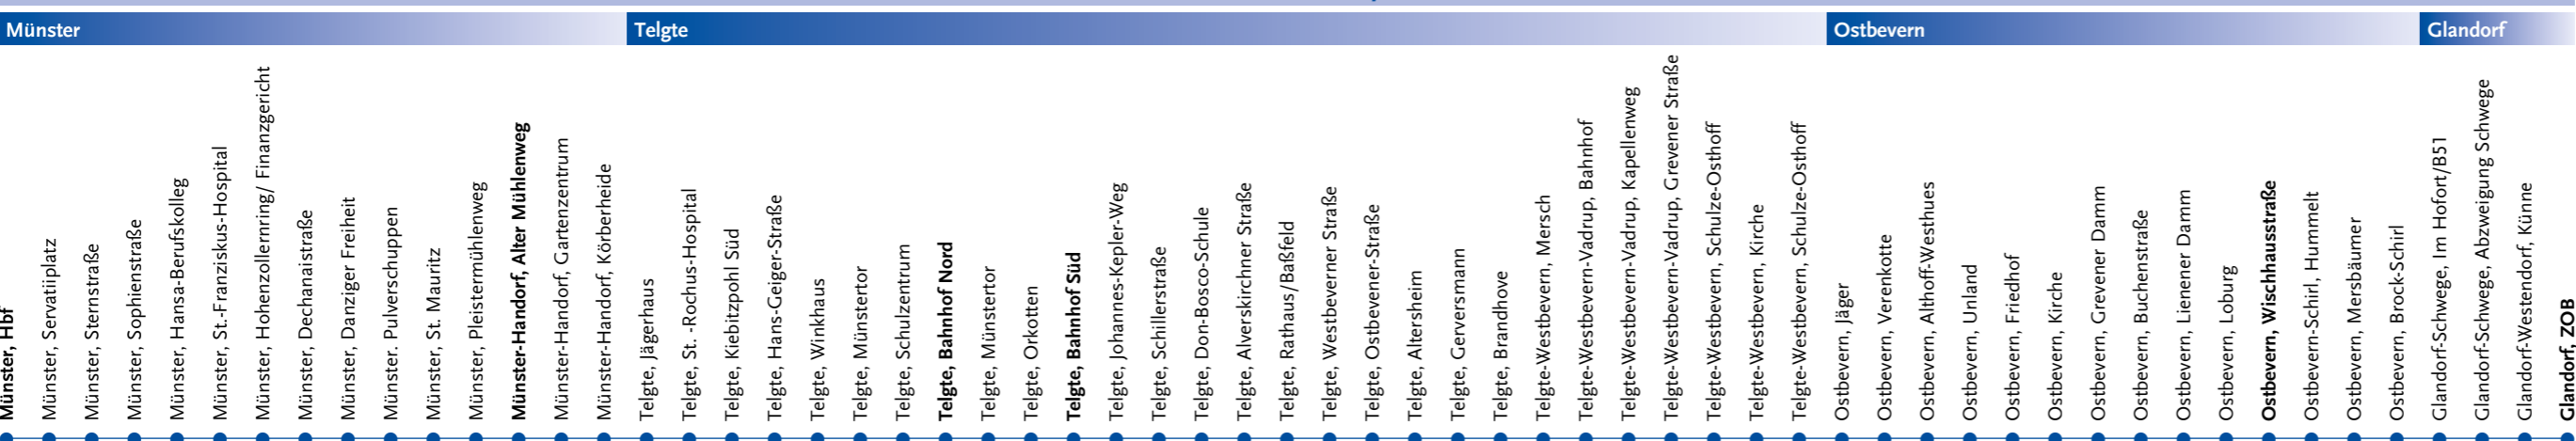 Münster
Telgte
Ostbevern
Glandorf
Münster, Hbf
Münster, Servatiiplatz
Münster, Sternstraße
Münster, Sophienstraße
Münster, Hansa-Berufskolleg
Münster, St.-Franziskus-Hospital
Münster, Hohenzollernring/ Finanzgericht
Münster, Dechanaistraße
Münster, Danziger Freiheit
Münster. Pulverschuppen
Münster, St. Mauritz
Münster, Pleistermühlenweg
Münster-Handorf, Alter Mühlenweg
Münster-Handorf, Gartenzentrum
Münster-Handorf, Körberheide
Telgte, Jägerhaus
Telgte, St. -Rochus-Hospital
Telgte, Kiebitzpohl Süd
Telgte, Hans-Geiger-Straße
Telgte, Winkhaus
Telgte, Münstertor
Telgte, Schulzentrum
Telgte, Bahnhof Nord
Telgte, Münstertor
Telgte, Orkotten
Telgte, Bahnhof Süd
Telgte, Johannes-Kepler-Weg
Telgte, Schillerstraße
Telgte, Don-Bosco-Schule
Telgte, Alverskirchner Straße
Telgte, Rathaus/Baßfeld
Telgte, Westbeverner Straße
Telgte, Ostbevener-Straße
Telgte, Altersheim
Telgte, Gerversmann
Telgte, Brandhove
Telgte-Westbevern, Mersch
Telgte-Westbevern-Vadrup, Bahnhof
Telgte-Westbevern-Vadrup, Kapellenweg
Telgte-Westbevern-Vadrup, Grevener Straße
Telgte-Westbevern, Schulze-Osthoff
Telgte-Westbevern, Kirche
Telgte-Westbevern, Schulze-Osthoff
Ostbevern, Jäger
Ostbevern, Verenkotte
Ostbevern, Althoff-Westhues
Ostbevern, Unland
Ostbevern, Friedhof
Ostbevern, Kirche
Ostbevern, Grevener Damm
Ostbevern, Buchenstraße
Ostbevern, Lienener Damm
Ostbevern, Loburg
Ostbevern, Wischhausstraße
Ostbevern-Schirl, Hummelt
Ostbevern, Mersbäumer
Ostbevern, Brock-Schirl
Glandorf-Schwege, Im Hofort/B51
Glandorf-Schwege, Abzweigung Schwege
Glandorf-Westendorf, Künne
Glandorf, ZOB